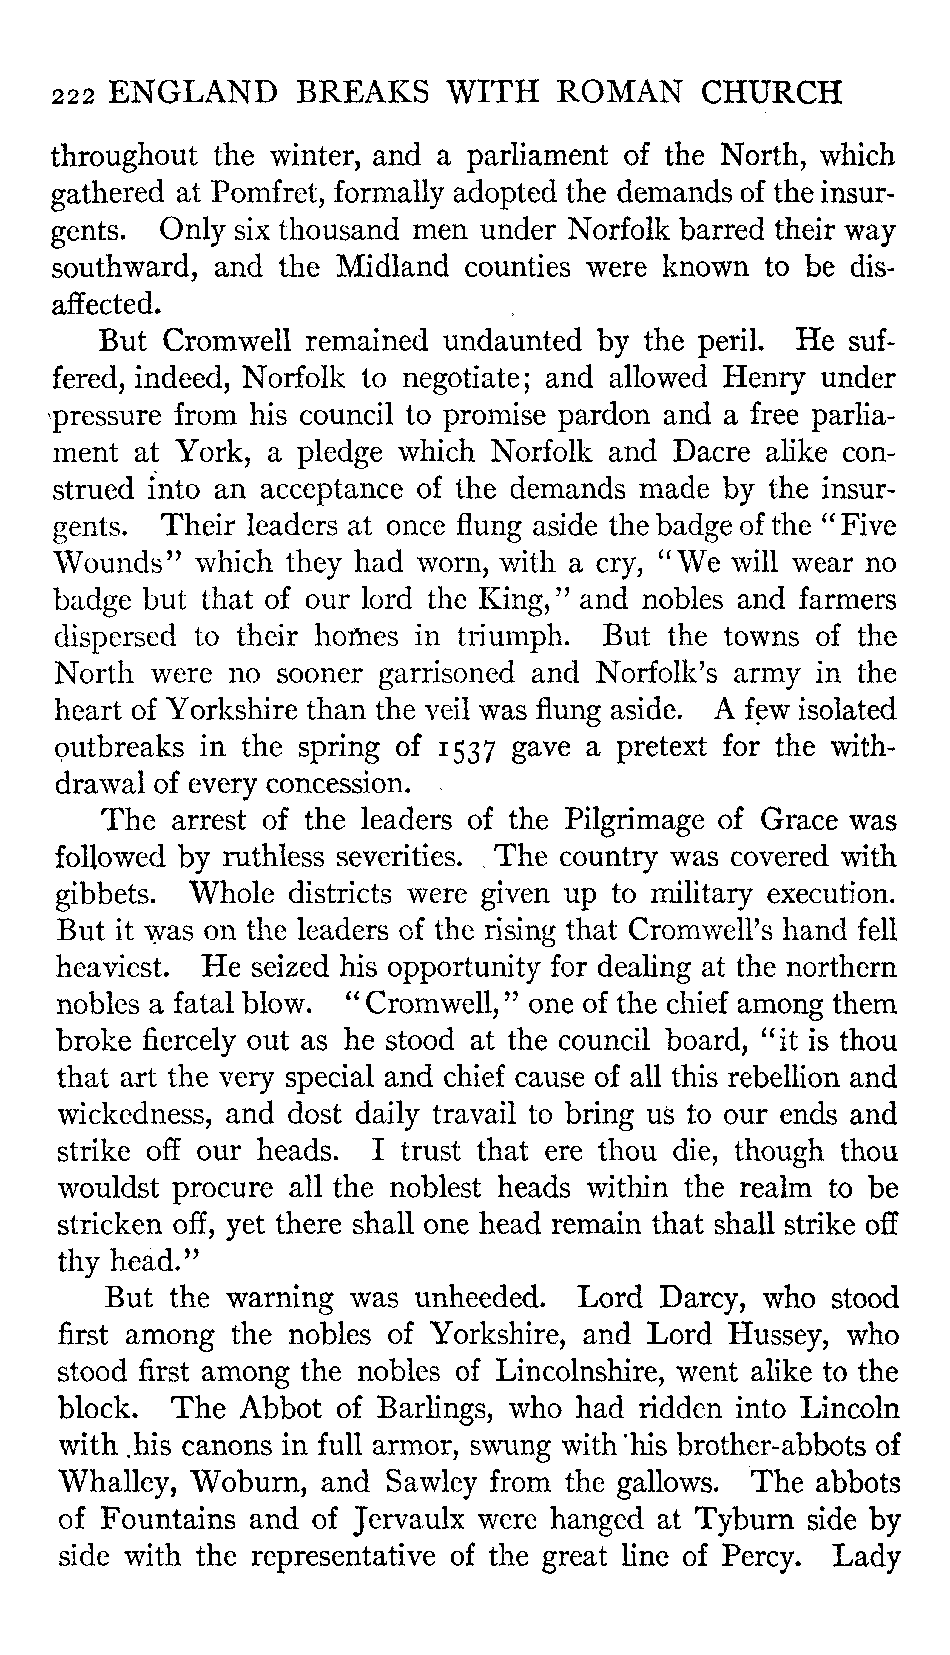 222 ENGLAND BREAKS WITH ROMAN CHURCH
throughout the winter, and a parliament of the North, which
gathered at Pomfret, formally adopted the demands of the insur-
gents. Only six thousand men under Norfolk barred their way
southward, and the Midland counties were known to be dis-
affected.
But Cromwell remained undaunted by the peril. He suf-
fered, indeed, Norfolk to negotiate; and allowed Henry under
pressure from his council to promise pardon and a free parlia-
ment at York, a pledge which Norfolk and Dacre alike con-
strued into an acceptance of the demands made by the insur-
gents. Their leaders at once flung aside the badge of the "Five
Wounds" which they had worn, with a cry, "We will wear no
badge but that of our lord the King," and nobles and farmers
dispersed to their homes in triumph. But the towns of the
North were no sooner garrisoned and Norfolk's army in the
heart of Yorkshire than the veil was flung aside. A few isolated
outbreaks in the spring of 1537 gave a pretext for the with-
drawal of every concession.
The arrest of the leaders of the Pilgrimage of Grace was
followed by ruthless severities. The country was covered with
gibbets. Whole districts were given up to military execution.
But it was on the leaders of the rising that Cromwell's hand fell
heaviest. He seized his opportunity for dealing at the northern
nobles a fatal blow. "Cromwell," one of the chief among them
broke fiercely out as he stood at the council board, "it is thou
that art the very special and chief cause of all this rebellion and
wickedness, and dost daily travail to bring us to our ends and
strike off our heads. I trust that ere thou die, though thou
wouldst procure all the noblest heads within the realm to be
stricken off, yet there shall one head remain that shall strike off
thy head."
But the warning was unheeded. Lord Darcy, who stood
first among the nobles of Yorkshire, and Lord Hussey, who
stood first among the nobles of Lincolnshire, went alike to the
block. The Abbot of Barlings, who had ridden into Lincoln
with his canons in full armor, swung with his brother-abbots of
Whalley, Woburn, and Sawley from the gallows. The abbots
of Fountains and of Jervaulx were hanged at Tyburn side by
side with the representative of the great line of Percy. Lady